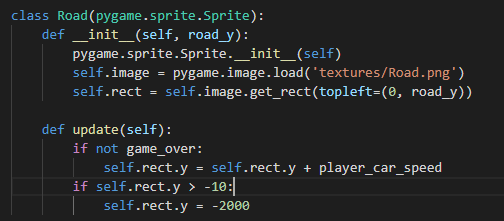 class Road(pygame.sprite.Sprite):
    def __init__(self, road_y):
        pygame.sprite.Sprite.__init__(self)
        self.image = pygame.image.load('textures/Road.png')
        self.rect = self.image.get_rect(topleft=(0, road_y))

    def update(self):
        if not game_over:
            self.rect.y = self.rect.y + player_car_speed
        if self.rect.y > -10:
            self.rect.y = -2000